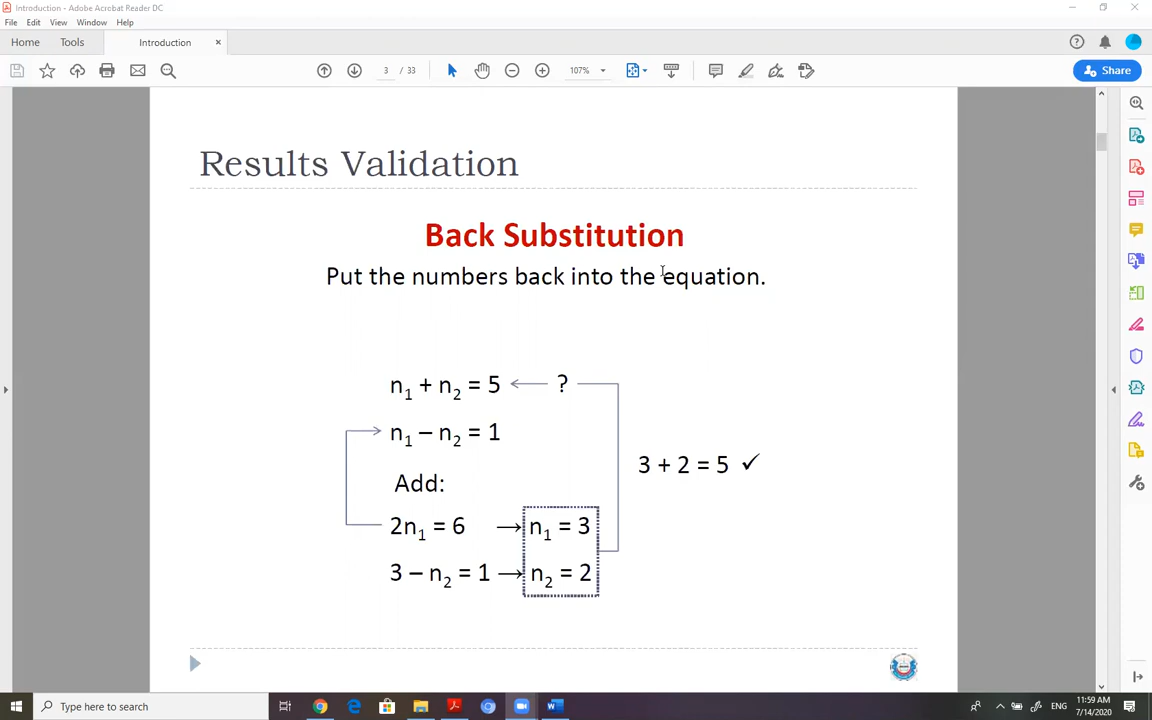 Introduction - Adobe Acrobat Reader DC
File Edit View Window Help
Home Tools Introduction ×
3 / 33 107% Share
Results Validation
Back Substitution
Put the numbers back into the equation.
n₁ + n₂ = 5 ← ?
n₁ – n₂ = 1
3 + 2 = 5 ✓
Add:
2n₁ = 6 → n₁ = 3
3 – n₂ = 1 → n₂ = 2
Type here to search
ENG
11:59 AM
7/14/2020